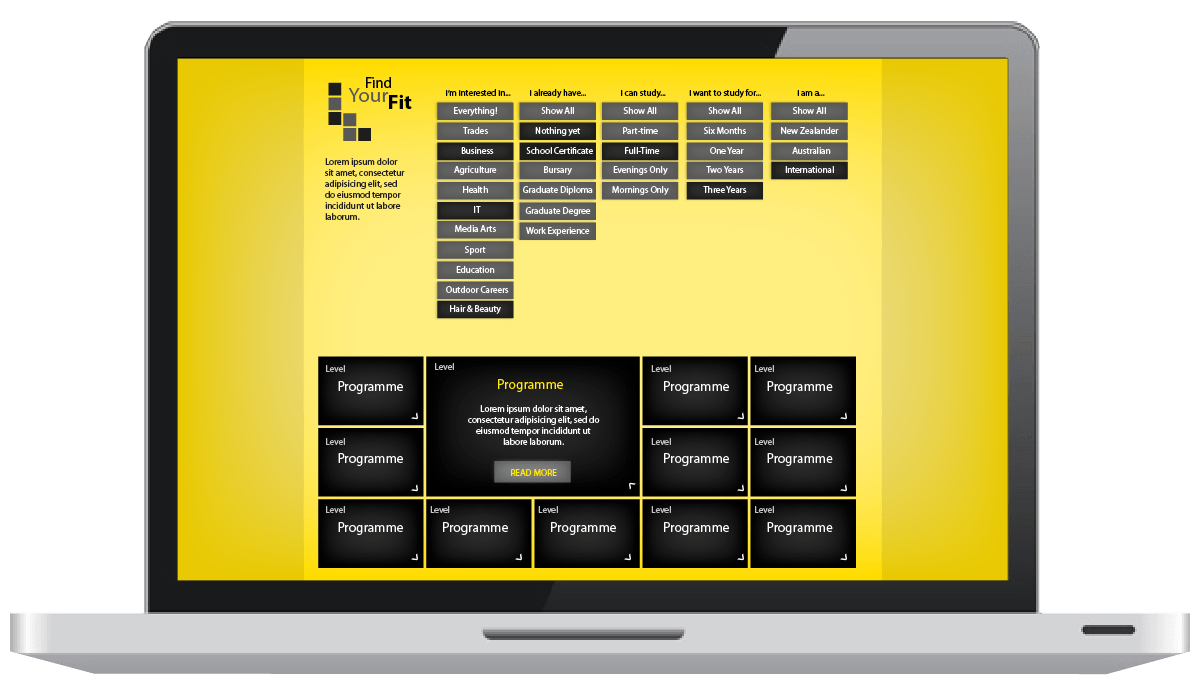 Find
Your Fit
Lorem ipsum dolor
sit amet, consectetur
adipisicing elit, sed
do eiusmod tempor
incididunt ut labore
laborum.
I'm interested in...
Everything!
Trades
Business
Agriculture
Health
IT
Media Arts
Sport
Education
Outdoor Careers
Hair & Beauty
I already have...
Show All
Nothing yet
School Certificate
Bursary
Graduate Diploma
Graduate Degree
Work Experience
I can study...
Show All
Part-time
Full-Time
Evenings Only
Mornings Only
I want to study for...
Show All
Six Months
One Year
Two Years
Three Years
I am a...
Show All
New Zealander
Australian
International
Level
Programme
Level
Programme
Lorem ipsum dolor sit amet,
consectetur adipisicing elit, sed do
eiusmod tempor incididunt ut
labore laborum.
READ MORE
Level
Programme
Level
Programme
Level
Programme
Level
Programme
Level
Programme
Level
Programme
Level
Programme
Level
Programme
Level
Programme
Level
Programme